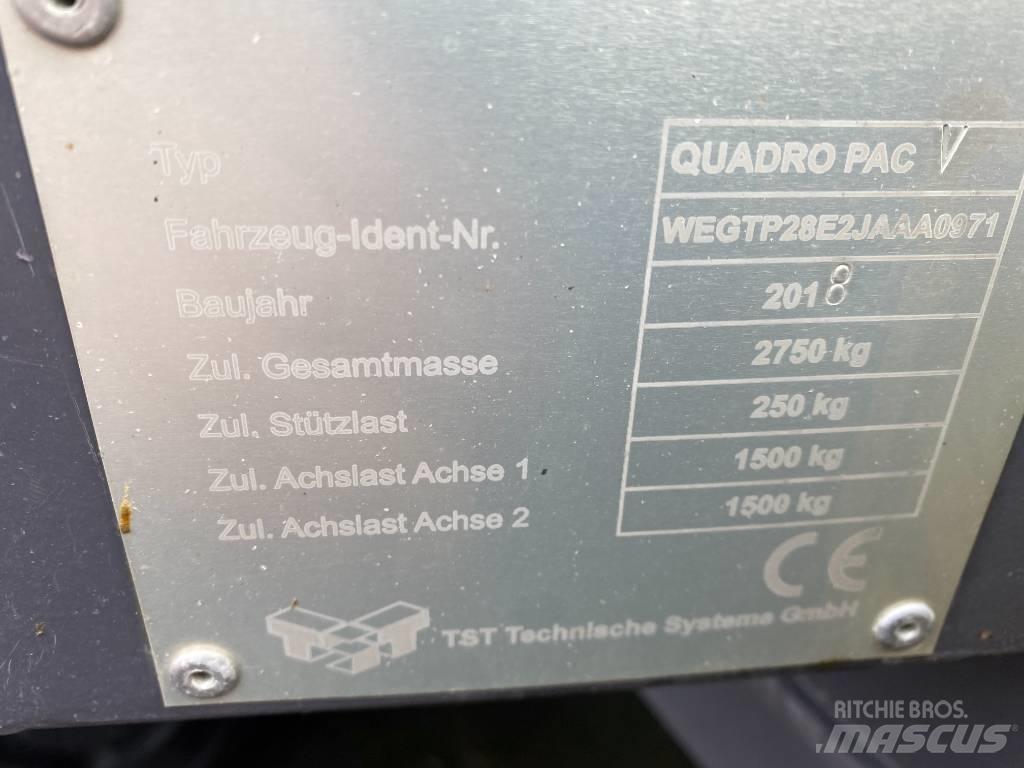 Typ QUADRO PAC V
Fahrzeug-Ident-Nr. WEGTP28E2JAAA0971
Baujahr 2018
Zul. Gesamtmasse 2750 kg
Zul. Stützlast 250 kg
Zul. Achslast Achse 1 1500 kg
Zul. Achslast Achse 2 1500 kg
CE
TST Technische Systeme GmbH
RITCHIE BROS.
MASCUS